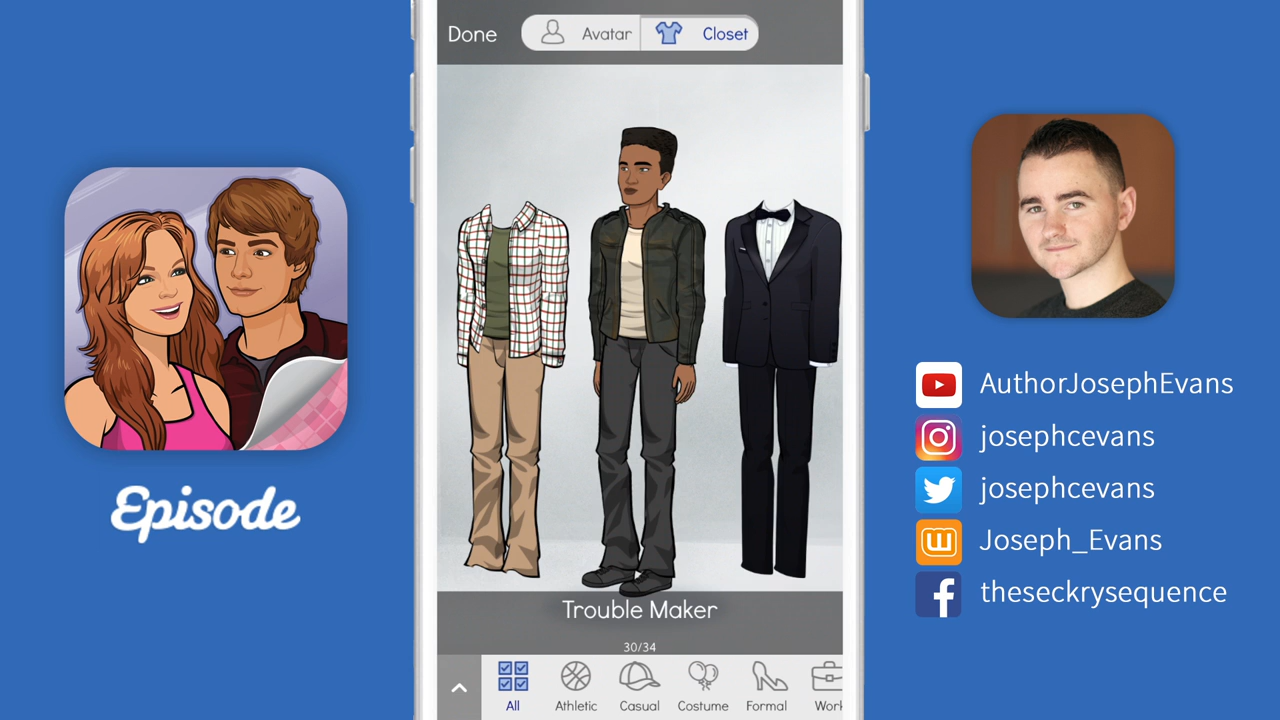 Done
Avatar
Closet
Episode
Trouble Maker
30/34
All
Athletic
Casual
Costume
Formal
Work
AuthorJosephEvans
josephcevans
josephcevans
Joseph_Evans
theseckrysequence